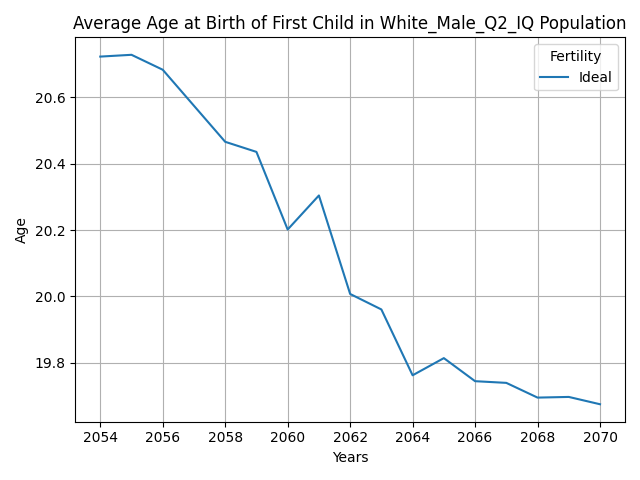 Average Age at Birth of First Child in White_Male_Q2_IQ Population
Fertility
Ideal
20.6
20.4
20.2
20.0
19.8
Age
2054 2056 2058 2060 2062 2064 2066 2068 2070
Years